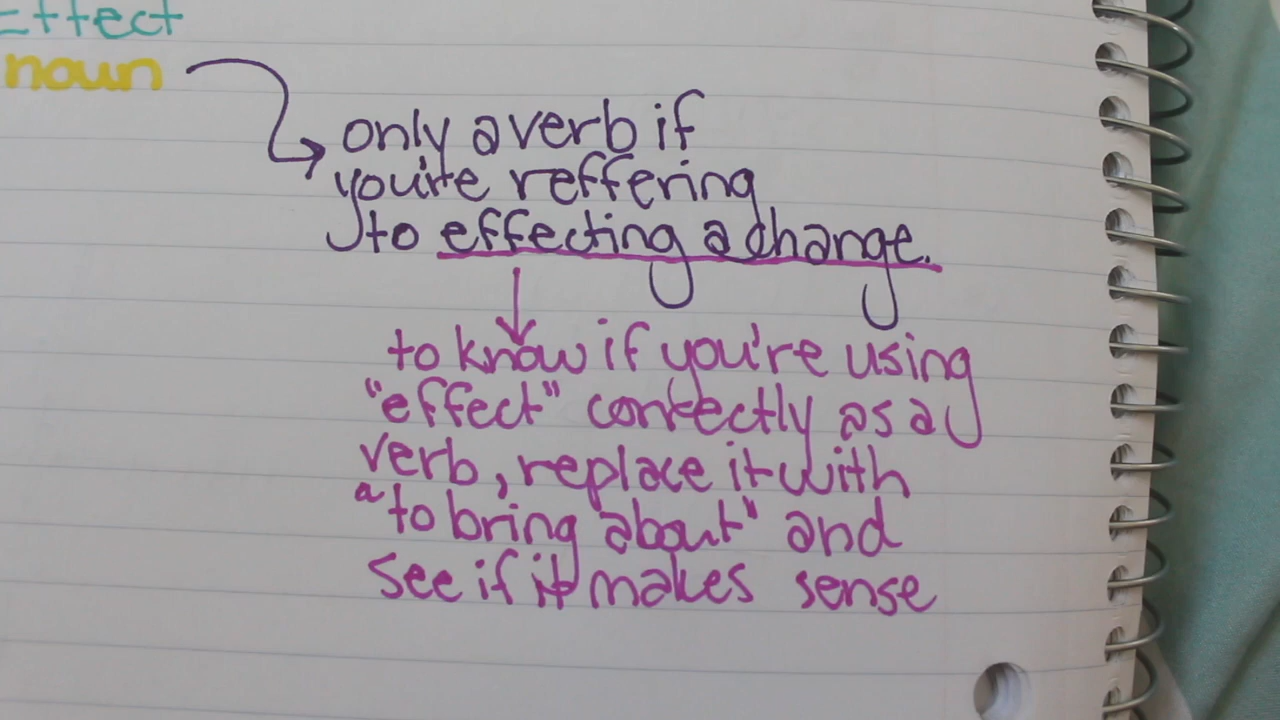 Effect
noun
only a verb if
you're reffering
to effecting a change.
to know if you're using
"effect" correctly as a
verb, replace it with
"to bring about" and
see if it makes sense